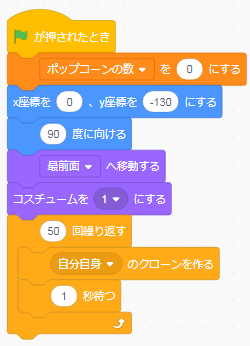 が押されたとき
ポップコーンの数 を 0 にする
x座標を 0 、y座標を -130 にする
90 度に向ける
最前面 へ移動する
コスチュームを 1 にする
50 回繰り返す
自分自身 のクローンを作る
1 秒待つ